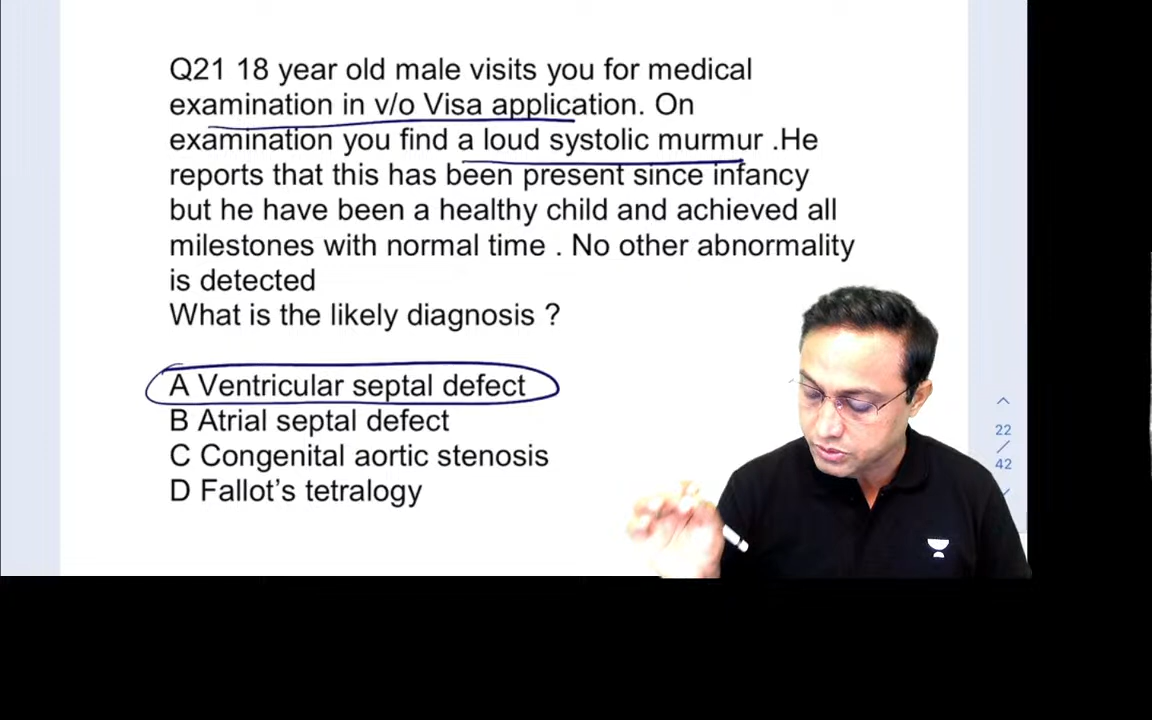 Q21 18 year old male visits you for medical
examination in v/o Visa application. On
examination you find a loud systolic murmur .He
reports that this has been present since infancy
but he have been a healthy child and achieved all
milestones with normal time . No other abnormality
is detected
What is the likely diagnosis ?
A Ventricular septal defect
B Atrial septal defect
C Congenital aortic stenosis
D Fallot's tetralogy
22
/
42